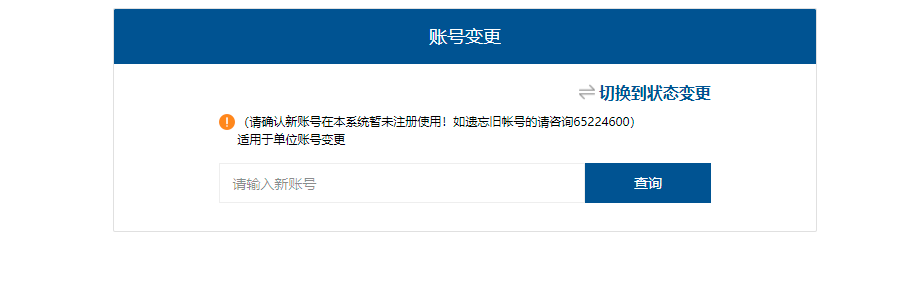 账号变更
切换到状态变更
（请确认新账号在本系统暂未注册使用！如遗忘旧帐号的请咨询65224600）
适用于单位账号变更
请输入新账号
查询